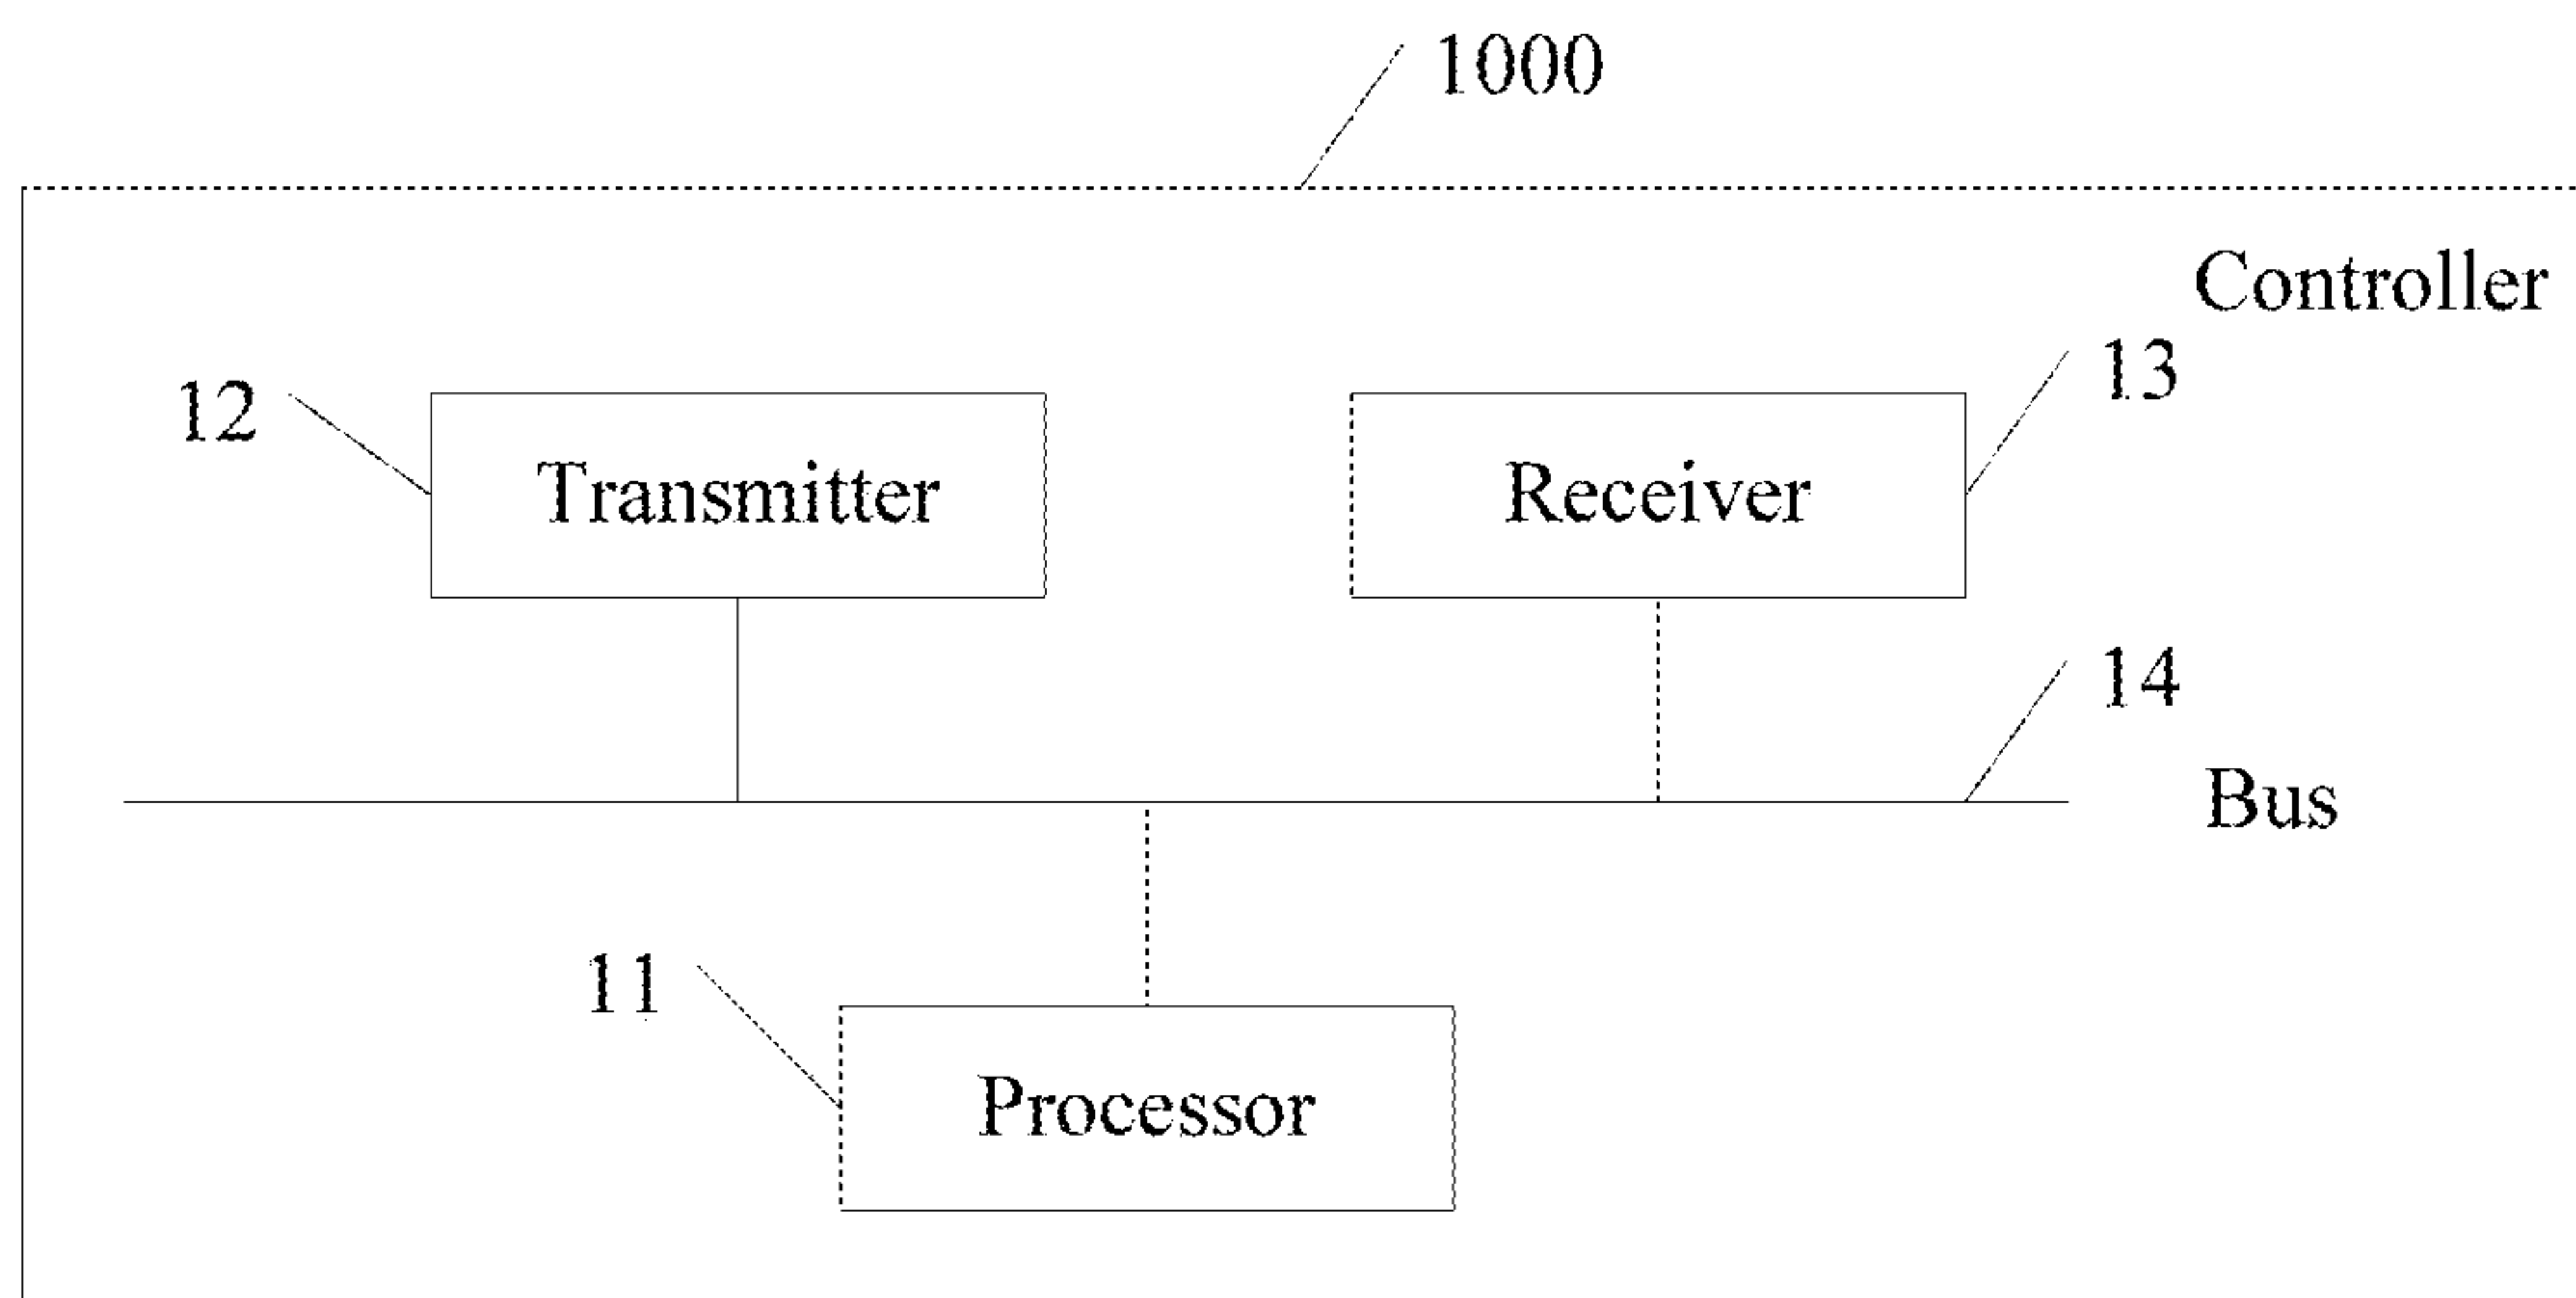 1000
Controller
12
Transmitter
Receiver
13
14
Bus
11
Processor